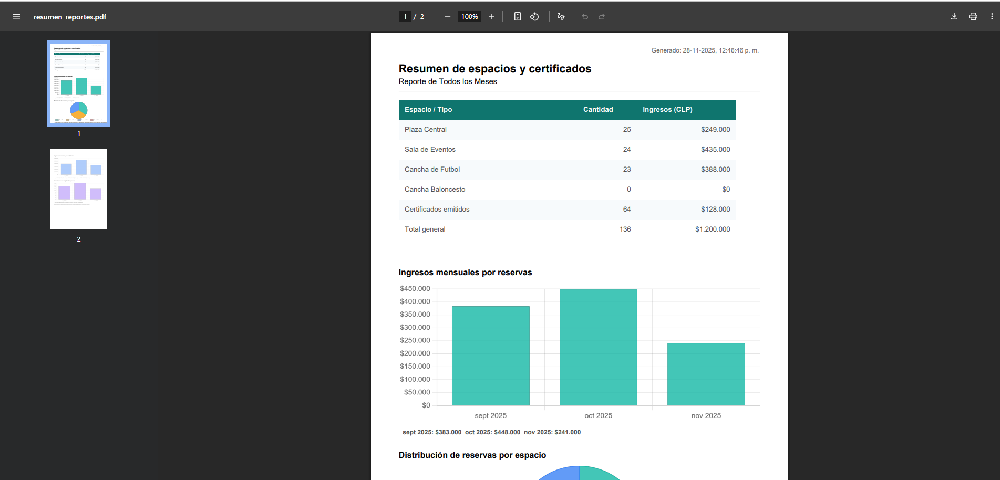 resumen_reportes.pdf
1 / 2
100%
1
2
Generado: 28-11-2025, 12:46:46 p. m.
Resumen de espacios y certificados
Reporte de Todos los Meses
Espacio / Tipo Cantidad Ingresos (CLP)
Plaza Central 25 $249.000
Sala de Eventos 24 $435.000
Cancha de Futbol 23 $388.000
Cancha Baloncesto 0 $0
Certificados emitidos 64 $128.000
Total general 136 $1.200.000
Ingresos mensuales por reservas
$450.000
$400.000
$350.000
$300.000
$250.000
$200.000
$150.000
$100.000
$50.000
$0
sept 2025 oct 2025 nov 2025
sept 2025: $383.000 oct 2025: $448.000 nov 2025: $241.000
Distribución de reservas por espacio